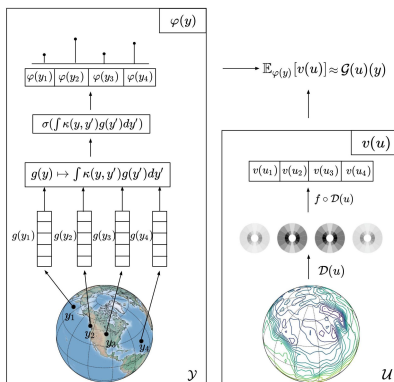 φ(y)
φ(y₁) φ(y₂) φ(y₃) φ(y₄)
σ(∫ κ(y, y′)g(y′)dy′)
g(y) ↦ ∫ κ(y, y′)g(y′)dy′
g(y₁) g(y₂) g(y₃) g(y₄)
y₁ y₂ y₃ y₄
𝒴
𝔼_φ(y)[v(u)] ≈ 𝒢(u)(y)
v(u)
v(u₁) v(u₂) v(u₃) v(u₄)
f ∘ 𝒟(u)
𝒟(u)
𝒰